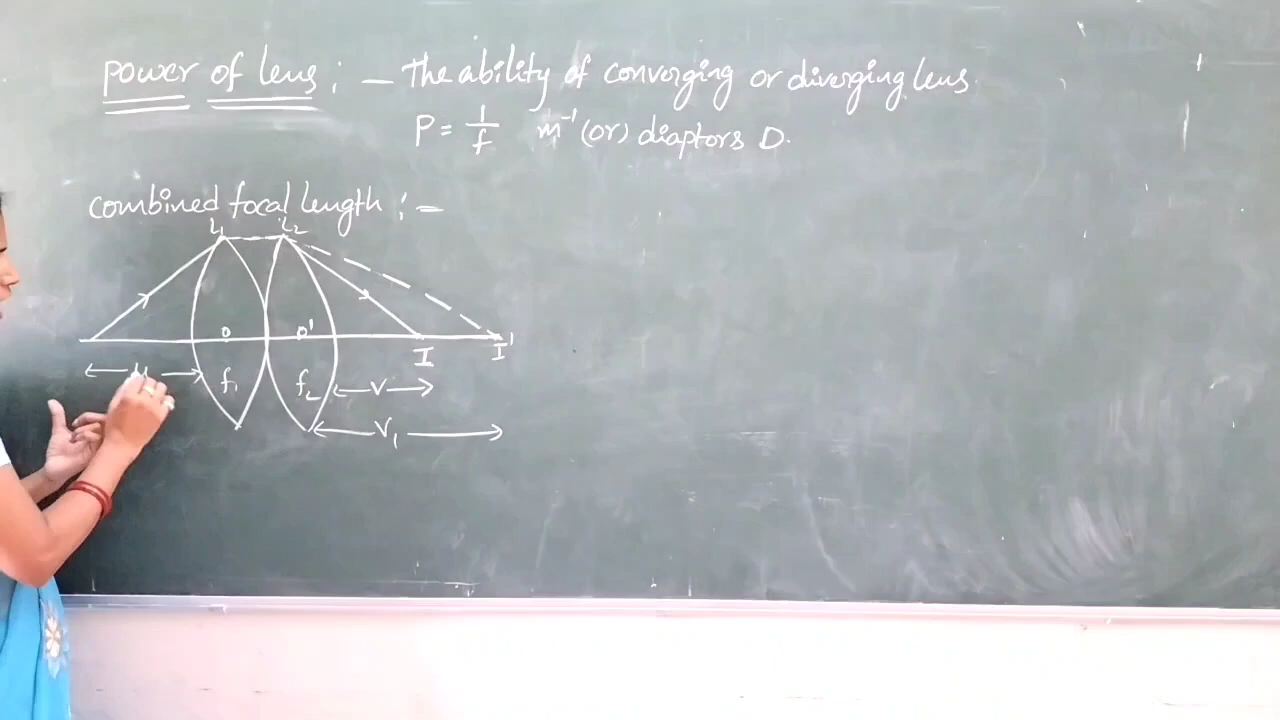 power of lens : - The ability of converging or diverging lens.
P = 1/f m⁻¹ (or) diaptors D.
combined focal length : -
L₁ L₂
O O'
I I'
u f₁ f₂ v
v₁